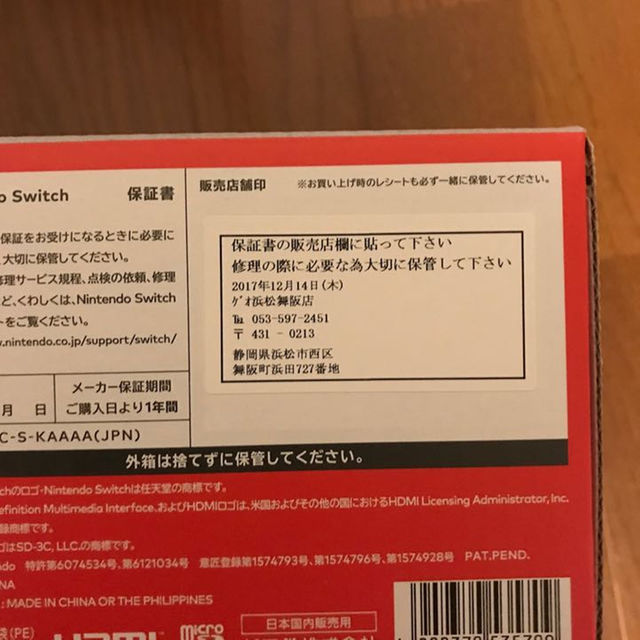 Switch 保証書
販売店舗印 ※お買い上げ時のレシートも必ず一緒に保管してください。
保証をお受けになるときに必要に
大切に保管してください。
修理サービス規程、点検の依頼、修理
ど、くわしくは、Nintendo Switch
をご覧ください。
.nintendo.co.jp/support/switch/
月 日
メーカー保証期間
ご購入日より1年間
C-S-KAAAA(JPN)
保証書の販売店欄に貼って下さい
修理の際に必要な為大切に保管して下さい
2017年12月14日(木)
ｹﾞｵ浜松舞阪店
℡ 053-597-2451
〒 431 - 0213
静岡県浜松市西区
舞阪町浜田727番地
外箱は捨てずに保管してください。
のロゴ・Nintendo Switchは任天堂の商標です。
efinition Multimedia Interface、およびHDMIロゴは、米国およびその他の国におけるHDMI Licensing Administrator, Inc.
録商標です。
ゴはSD-3C, LLC.の商標です。
特許第6074534号、第6121034号 意匠登録第1574793号、第1574796号、第1574928号 PAT.PEND.
: MADE IN CHINA OR THE PHILIPPINES
(PE)
HDMI
micro
日本国内販売用